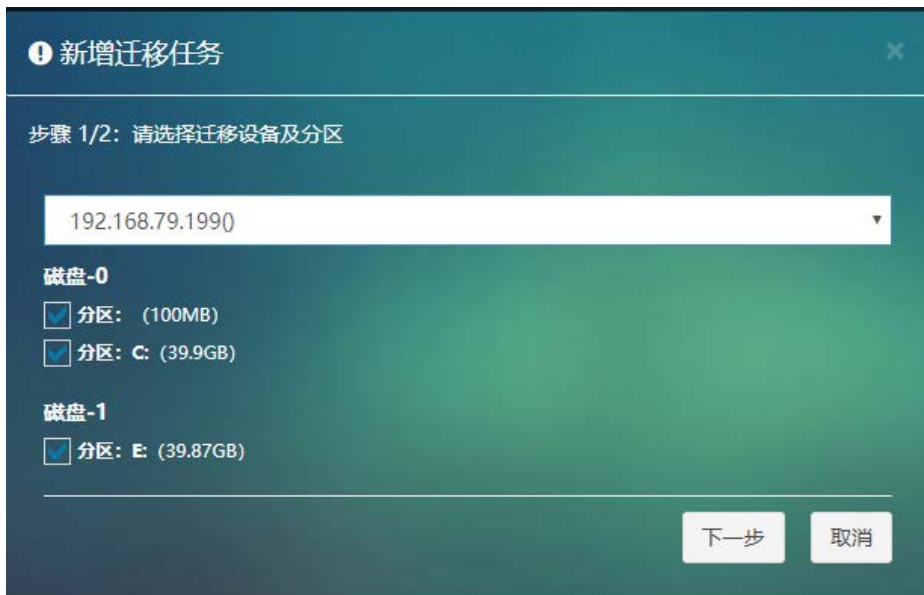 新增迁移任务
×
步骤 1/2：请选择迁移设备及分区
192.168.79.199()
磁盘-0
分区： (100MB)
分区：C: (39.9GB)
磁盘-1
分区：E: (39.87GB)
下一步 取消